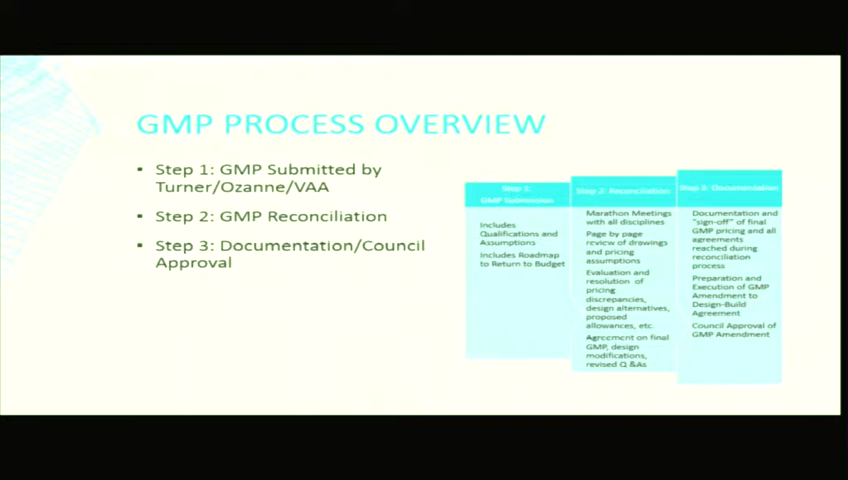 GMP PROCESS OVERVIEW
▪ Step 1: GMP Submitted by
Turner/Ozanne/VAA
▪ Step 2: GMP Reconciliation
▪ Step 3: Documentation/Council
Approval
Step 1:
GMP Submission
Includes
Qualifications and
Assumptions
Includes Roadmap
to Return to Budget
Step 2: Reconciliation
Marathon Meetings
with all disciplines
Page by page
review of drawings
and pricing
assumptions
Evaluation and
resolution of
pricing
discrepancies,
design alternatives,
proposed
allowances, etc.
Agreement on final
GMP, design
modifications,
revised Q &As
Documentation
Documentation and
"sign-off" of final
GMP pricing and all
agreements
reached during
reconciliation
process
Preparation and
Execution of GMP
Amendment to
Design-Build
Agreement
Council Approval of
GMP Amendment